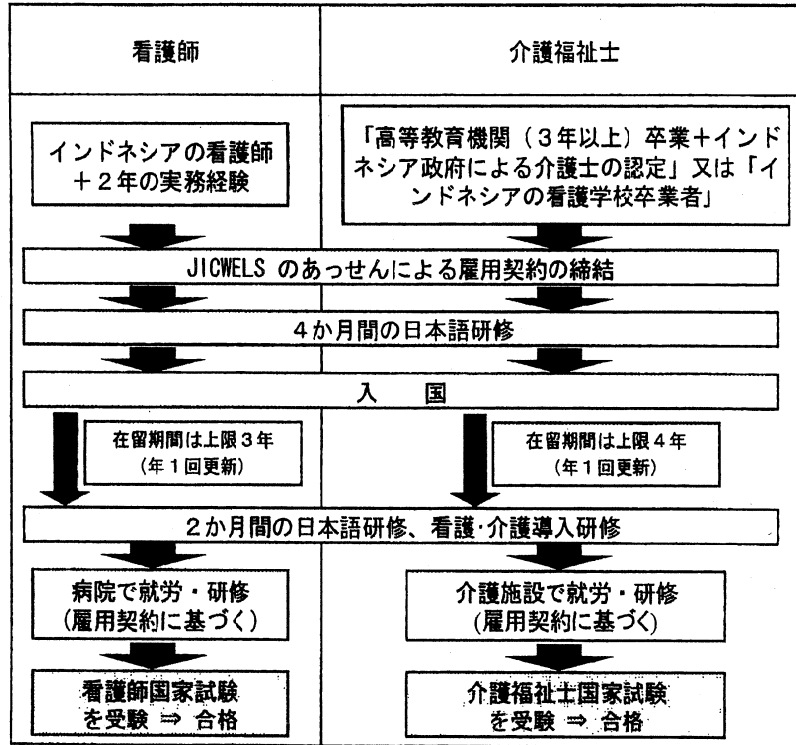 看護師
介護福祉士
インドネシアの看護師
＋２年の実務経験
「高等教育機関（３年以上）卒業＋インド
ネシア政府による介護士の認定」又は「イ
ンドネシアの看護学校卒業者」
JICWELS のあっせんによる雇用契約の締結
４か月間の日本語研修
入　国
在留期間は上限３年
（年１回更新）
在留期間は上限４年
（年１回更新）
２か月間の日本語研修、看護・介護導入研修
病院で就労・研修
（雇用契約に基づく）
介護施設で就労・研修
（雇用契約に基づく）
看護師国家試験
を受験 ⇒ 合格
介護福祉士国家試験
を受験 ⇒ 合格